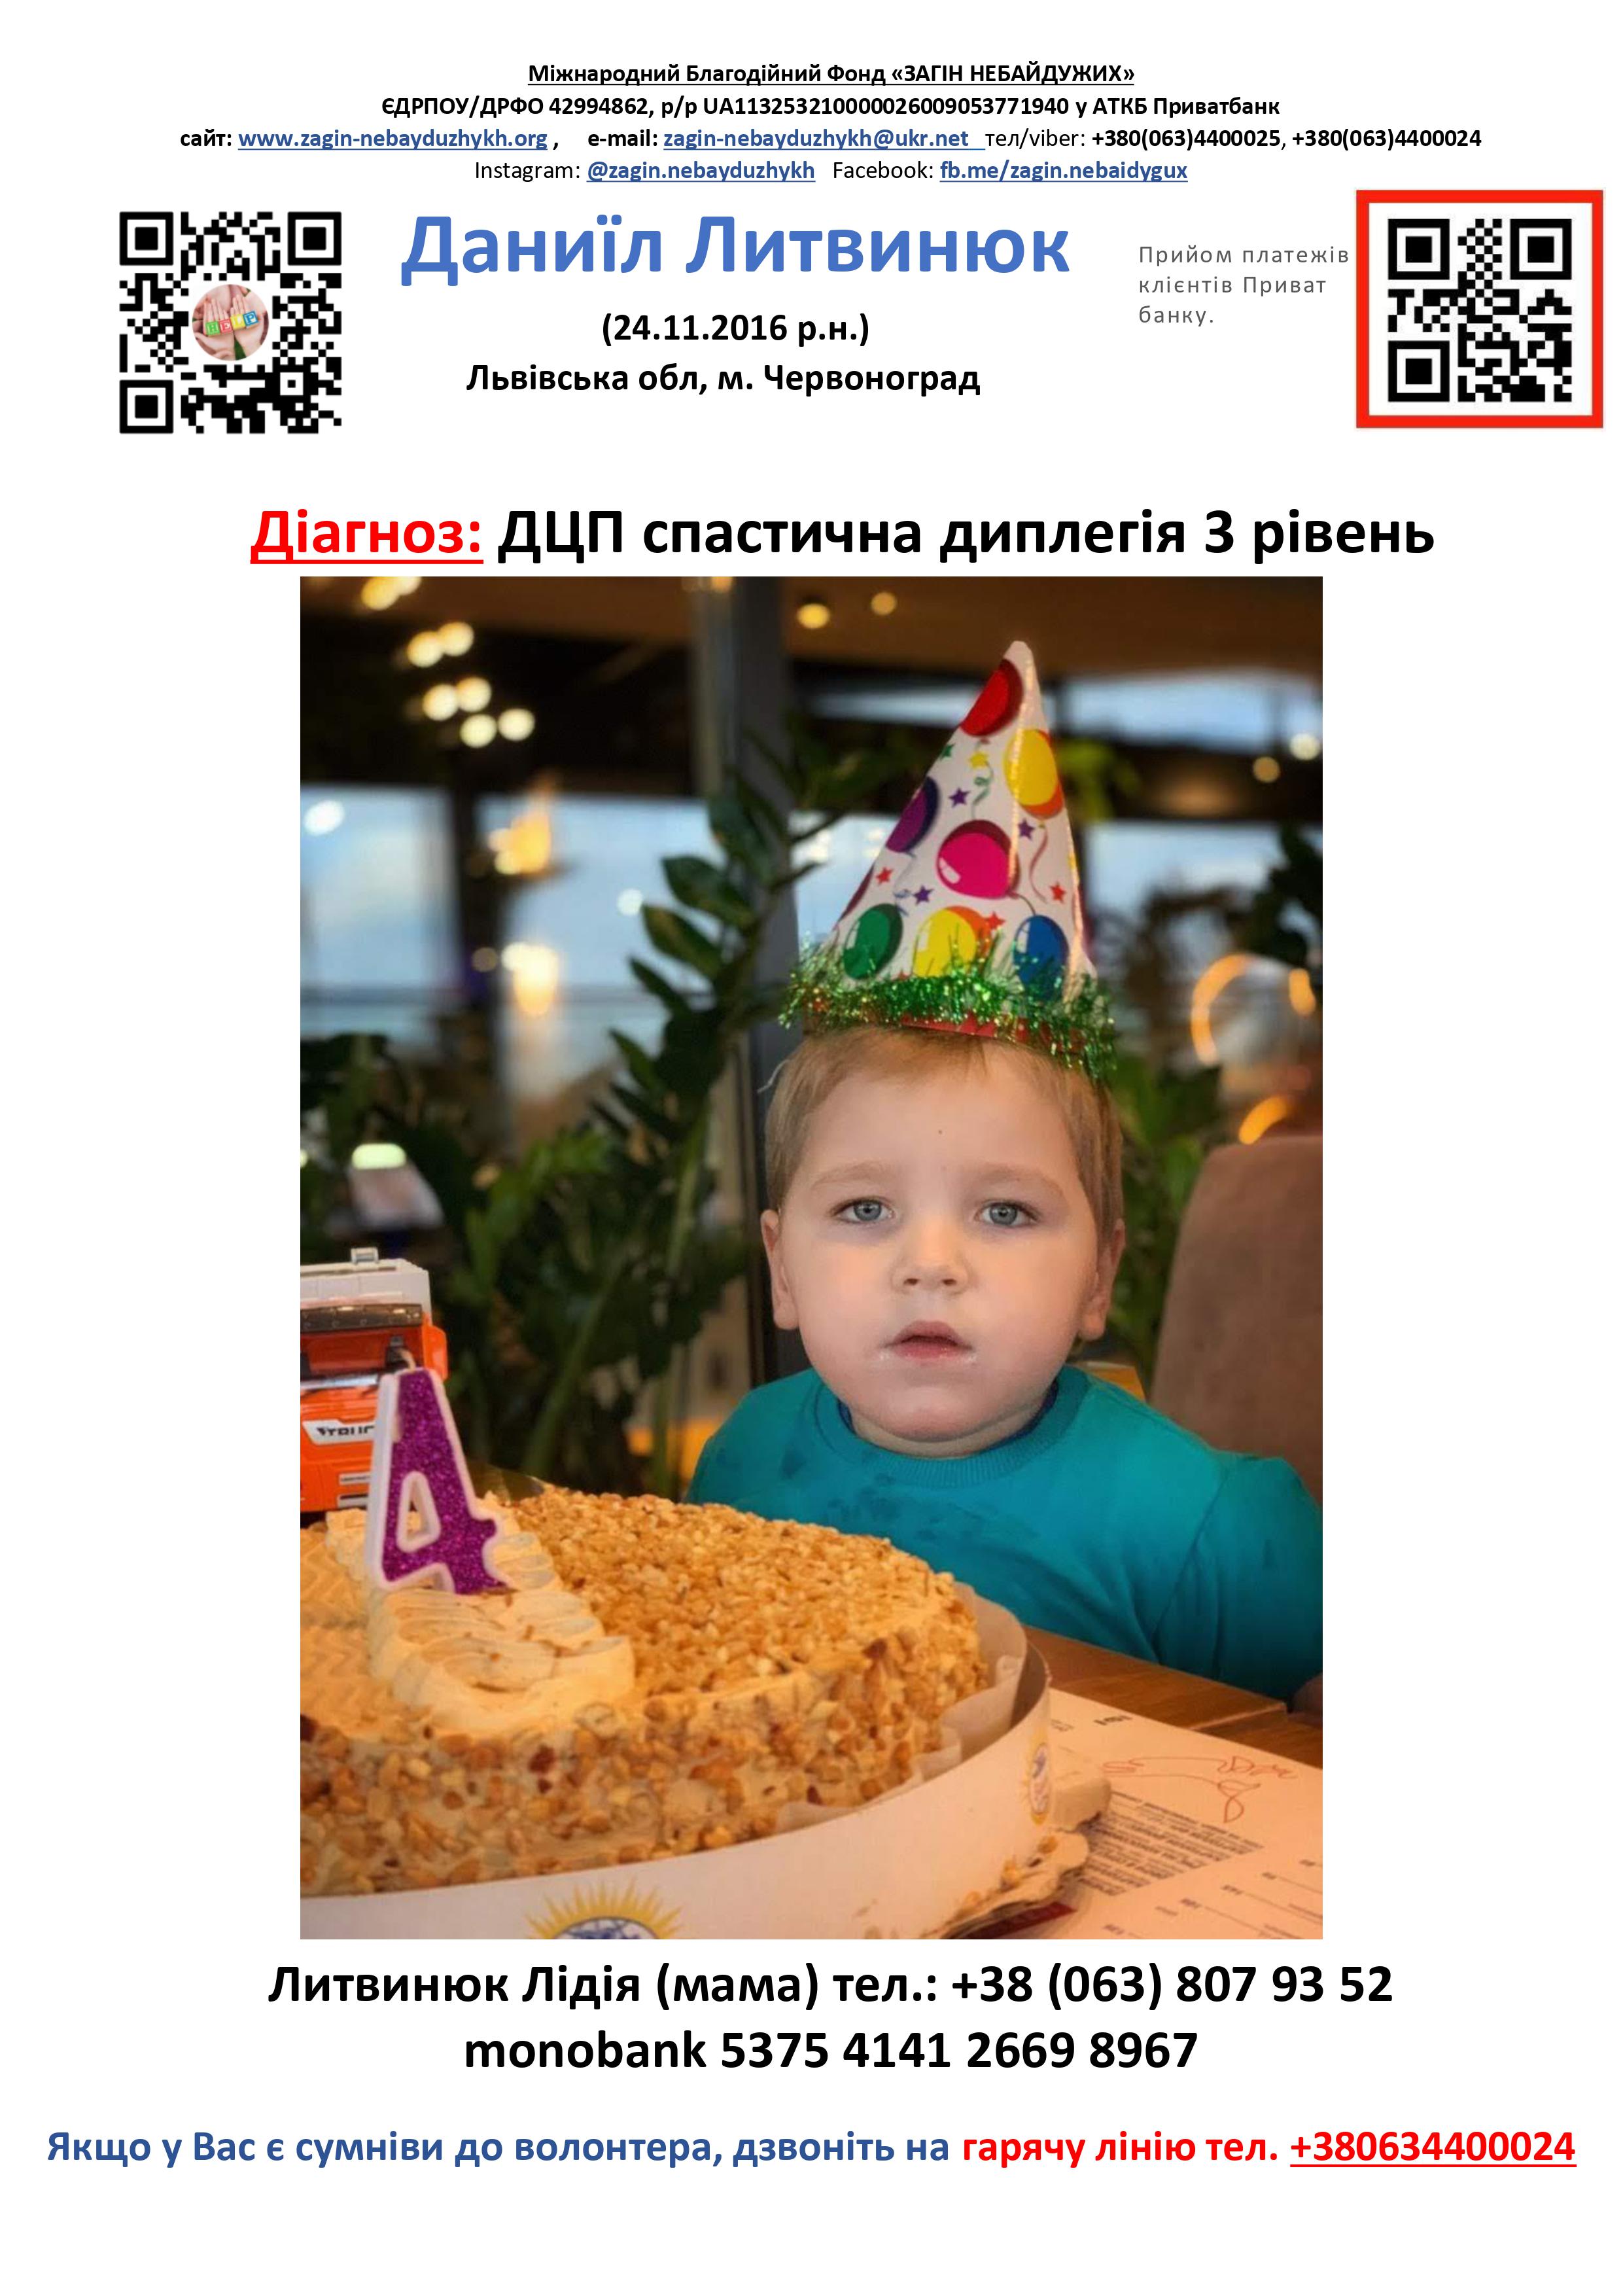 Міжнародний Благодійний Фонд «ЗАГІН НЕБАЙДУЖИХ»
ЄДРПОУ/ДРФО 42994862, р/р UA113253210000026009053771940 у АТКБ Приватбанк
сайт: www.zagin-nebayduzhykh.org , e-mail: zagin-nebayduzhykh@ukr.net тел/viber: +380(063)4400025, +380(063)4400024
Instagram: @zagin.nebayduzhykh Facebook: fb.me/zagin.nebaidygux
Даниїл Литвинюк
Прийом платежів
клієнтів Приват
банку.
HELP
(24.11.2016 р.н.)
Львівська обл, м. Червоноград
Діагноз: ДЦП спастична диплегія 3 рівень
4
Литвинюк Лідія (мама) тел.: +38 (063) 807 93 52
monobank 5375 4141 2669 8967
Якщо у Вас є сумніви до волонтера, дзвоніть на гарячу лінію тел. +380634400024